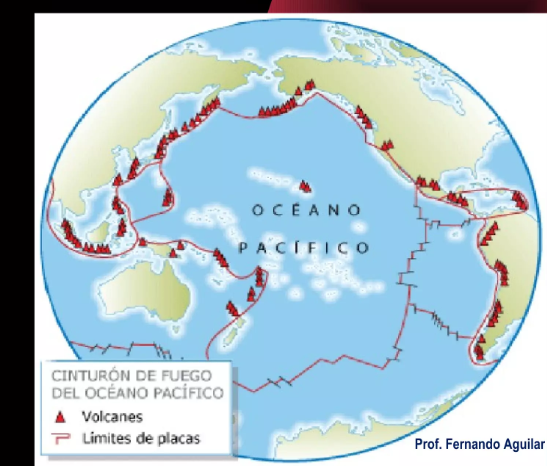 OCÉANO
PACÍFICO
CINTURÓN DE FUEGO
DEL OCÉANO PACÍFICO
Volcanes
Límites de placas
Prof. Fernando Aguilar